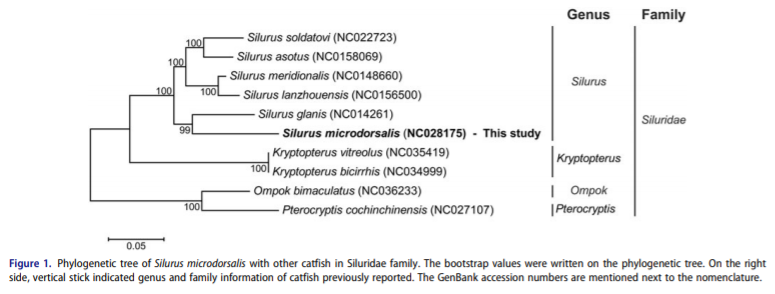 Genus Family
100 Silurus soldatovi (NC022723)
100 Silurus asotus (NC0158069)
Silurus meridionalis (NC0148660)
Silurus
100 100 Silurus lanzhouensis (NC0156500)
Silurus glanis (NC014261)
Siluridae
99 Silurus microdorsalis (NC028175) - This study
Kryptopterus vitreolus (NC035419)
Kryptopterus
100 Kryptopterus bicirrhis (NC034999)
Ompok bimaculatus (NC036233) Ompok
100 Pterocryptis cochinchinensis (NC027107) Pterocryptis
0.05
Figure 1. Phylogenetic tree of Silurus microdorsalis with other catfish in Siluridae family. The bootstrap values were written on the phylogenetic tree. On the right
side, vertical stick indicated genus and family information of catfish previously reported. The GenBank accession numbers are mentioned next to the nomenclature.